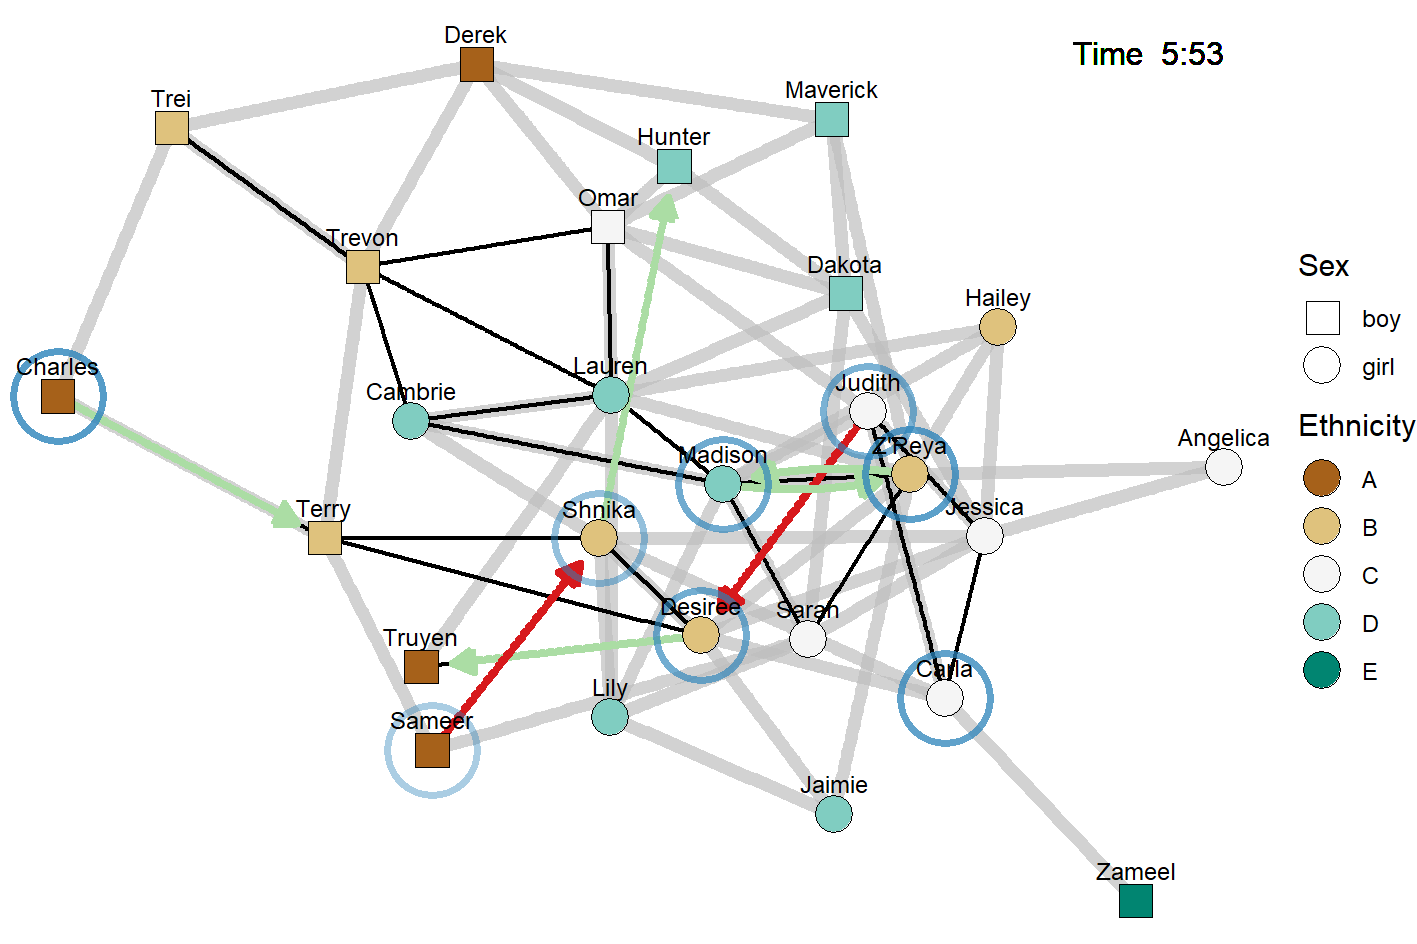 Derek
Time 5:53
Maverick
Trei
Hunter
Omar
Trevon
Dakota
Sex
Hailey
boy
Charles
Lauren
girl
Judith
Cambrie
Ethnicity
Angelica
Z'Reya
Madison
A
Terry
Shnika
Jessica
B
C
Desiree
Sarah
D
Truyen
Carla
E
Lily
Sameer
Jaimie
Zameel